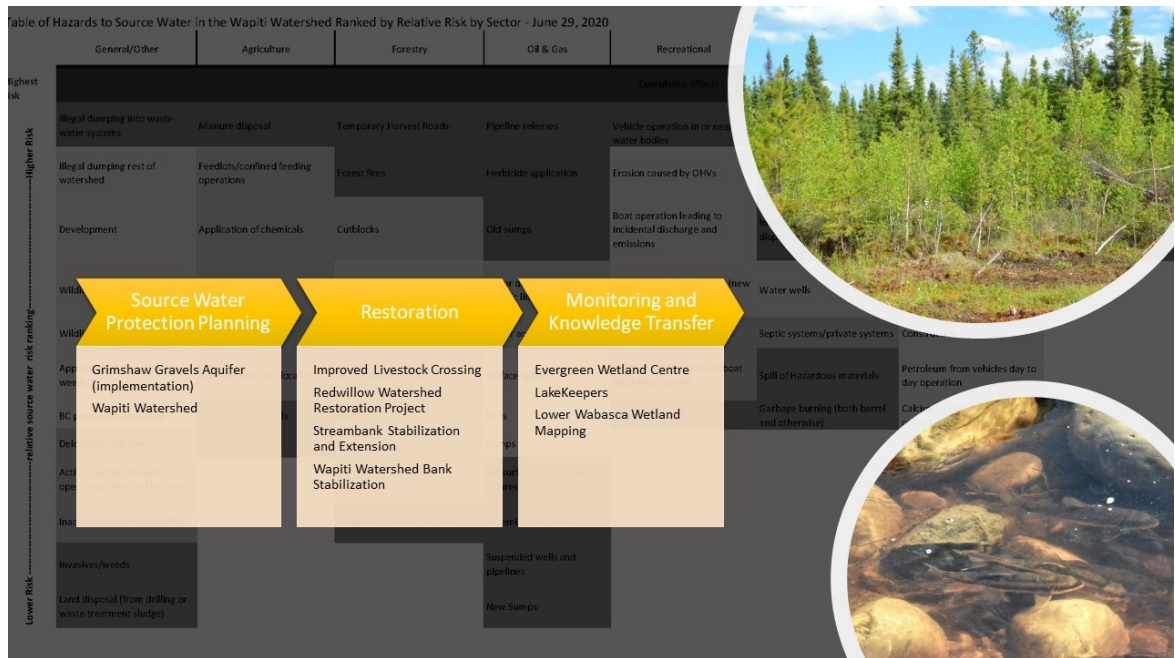 Table of Hazards to Source Water in the Wapiti Watershed Ranked by Relative Risk by Sector - June 29, 2020
General/Other
Agriculture
Forestry
Oil & Gas
Recreational
Cumulative effects
Higher Risk
Illegal dumping into waste
water systems
Manure disposal
Temporary Harvest Roads
Pipeline releases
Vehicle operation in or
water bodies
Illegal dumping rest of
watershed
Feedlots/confined feeding
operations
Forest fires
Herbicide application
Erosion caused by OHVs
Development
Application of chemicals
Cutblocks
Old sumps
Boat operation leading to
incidental discharge and
emissions
relative source water risk ranking
Source Water
Protection Planning
Grimshaw Gravels Aquifer
(implementation)
Wapiti Watershed
Restoration
Improved Livestock Crossing
Redwillow Watershed
Restoration Project
Streambank Stabilization
and Extension
Wapiti Watershed Bank
Stabilization
Monitoring and
Knowledge Transfer
Evergreen Wetland Centre
LakeKeepers
Lower Wabasca Wetland
Mapping
(new
Water wells
Septic systems/private systems
boat
Spill of Hazardous materials
Petroleum from vehicles day to
day operation
Garbage burning (both barrel
and otherwise)
Invasives/weeds
Suspended wells and
pipelines
Land disposal (from drilling or
waste treatment sludge)
New Sumps
Lower Risk